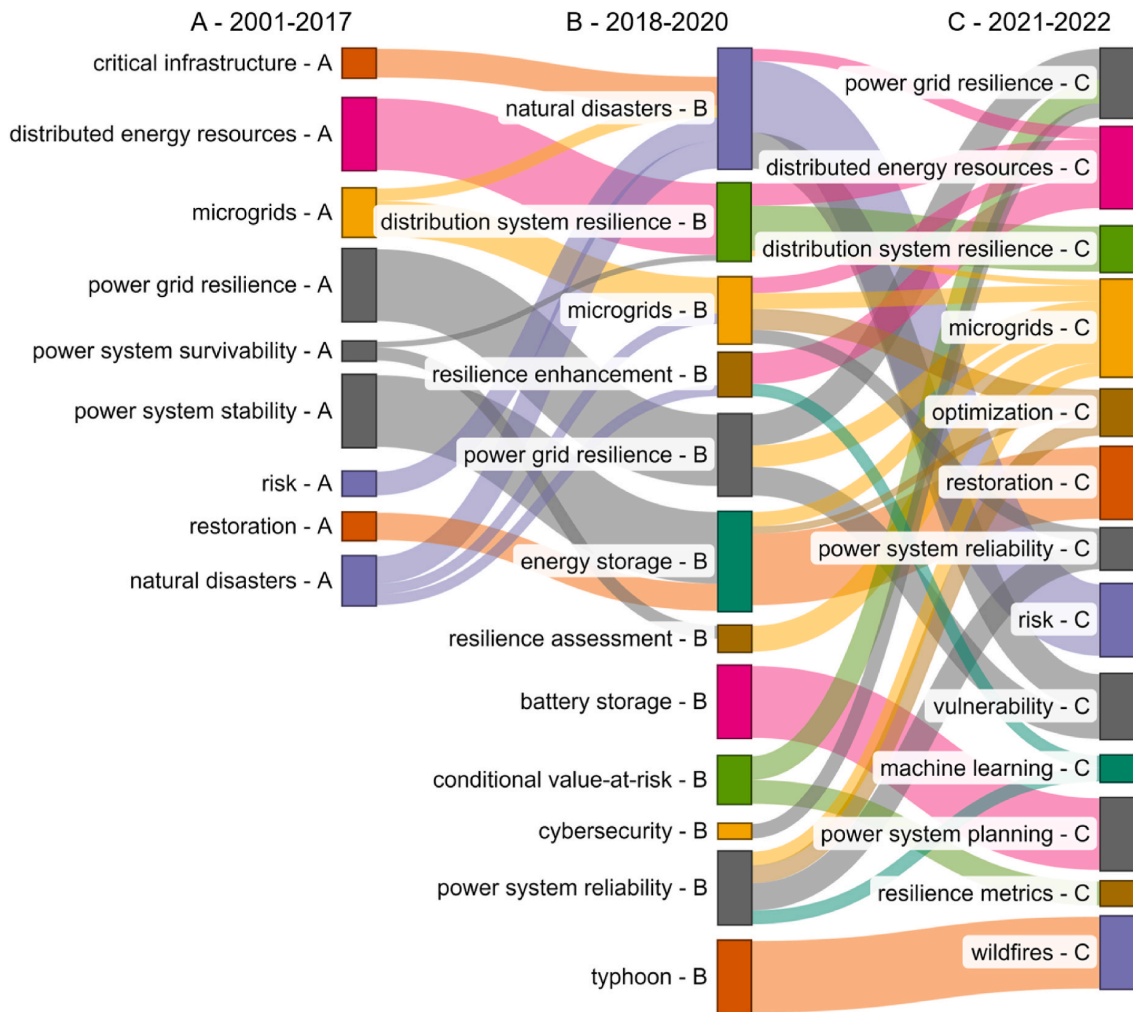 A - 2001-2017
B - 2018-2020
C - 2021-2022
critical infrastructure - A
distributed energy resources - A
microgrids - A
power grid resilience - A
power system survivability - A
power system stability - A
risk - A
restoration - A
natural disasters - A
natural disasters - B
distribution system resilience - B
microgrids - B
resilience enhancement - B
power grid resilience - B
energy storage - B
resilience assessment - B
battery storage - B
conditional value-at-risk - B
cybersecurity - B
power system reliability - B
typhoon - B
power grid resilience - C
distributed energy resources - C
distribution system resilience - C
microgrids - C
optimization - C
restoration - C
power system reliability - C
risk - C
vulnerability - C
machine learning - C
power system planning - C
resilience metrics - C
wildfires - C